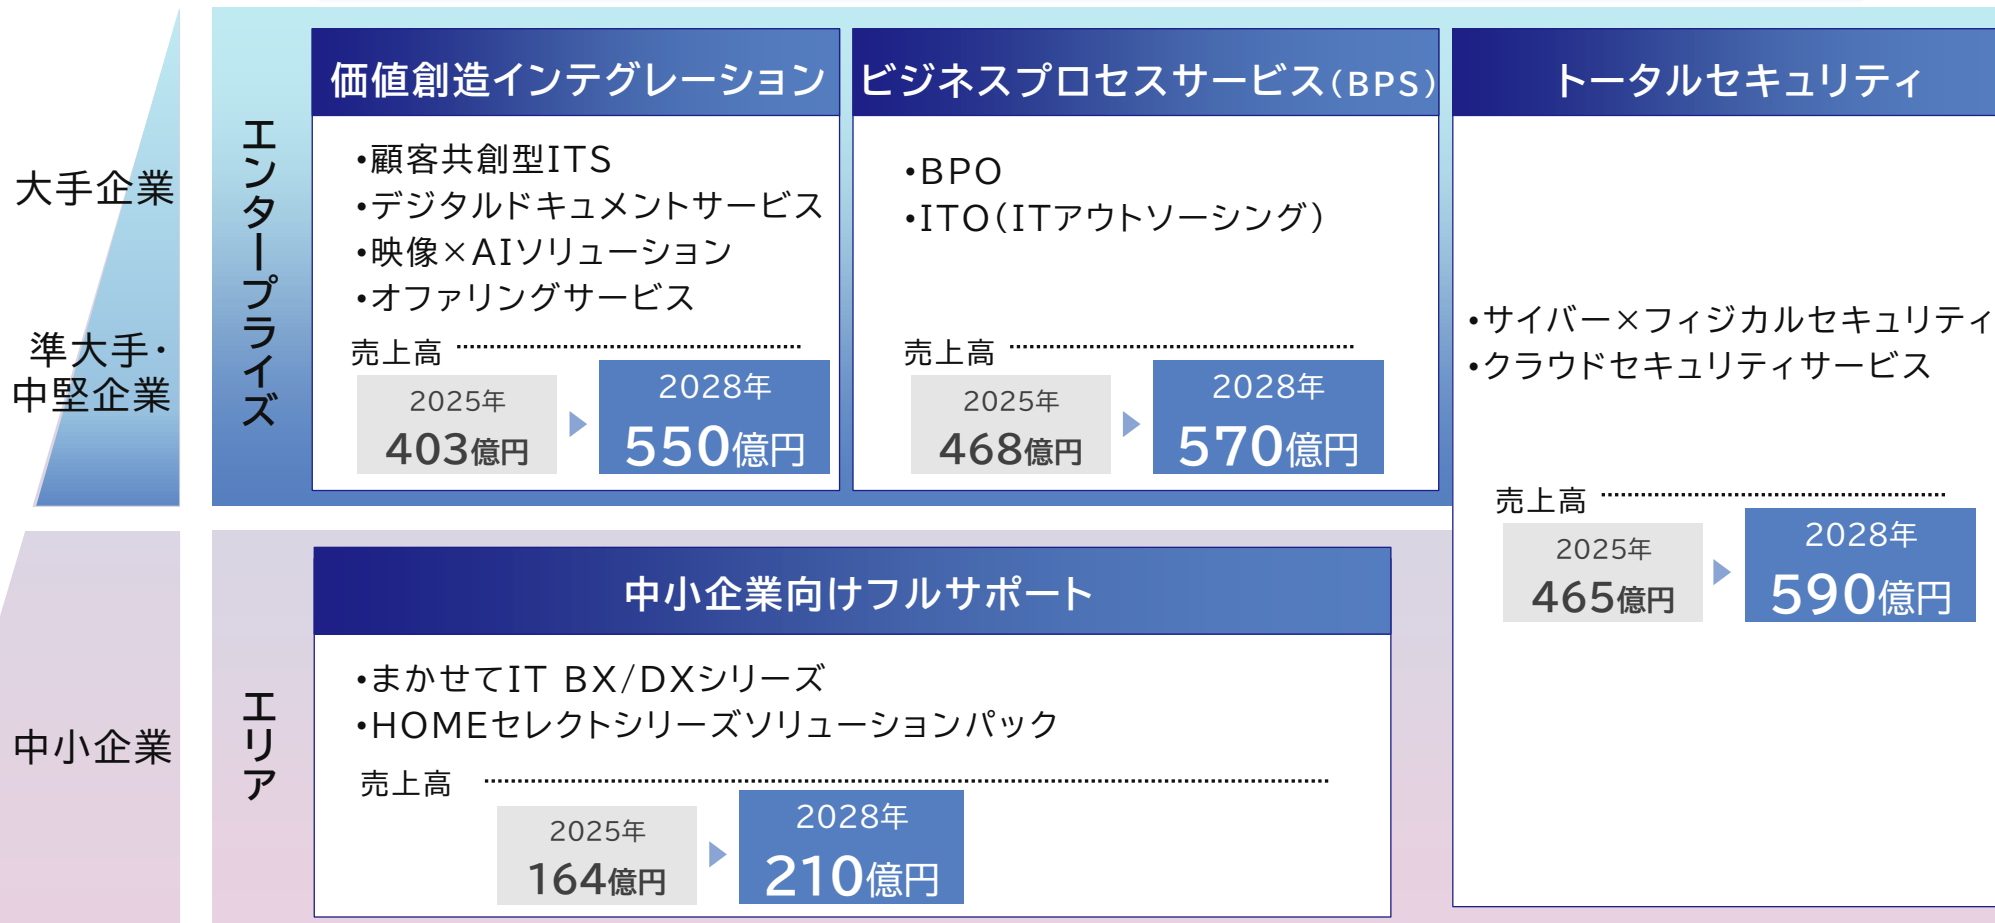 大手企業
準大手・
中堅企業
中小企業
エンタープライズ
価値創造インテグレーション
•顧客共創型ITS
•デジタルドキュメントサービス
•映像×AIソリューション
•オファリングサービス
売上高
2025年
403億円
2028年
550億円
ビジネスプロセスサービス(BPS)
•BPO
•ITO(ITアウトソーシング)
売上高
2025年
468億円
2028年
570億円
トータルセキュリティ
•サイバー×フィジカルセキュリティ
•クラウドセキュリティサービス
売上高
2025年
465億円
2028年
590億円
エリア
中小企業向けフルサポート
•まかせてIT BX/DXシリーズ
•HOMEセレクトシリーズソリューションパック
売上高
2025年
164億円
2028年
210億円